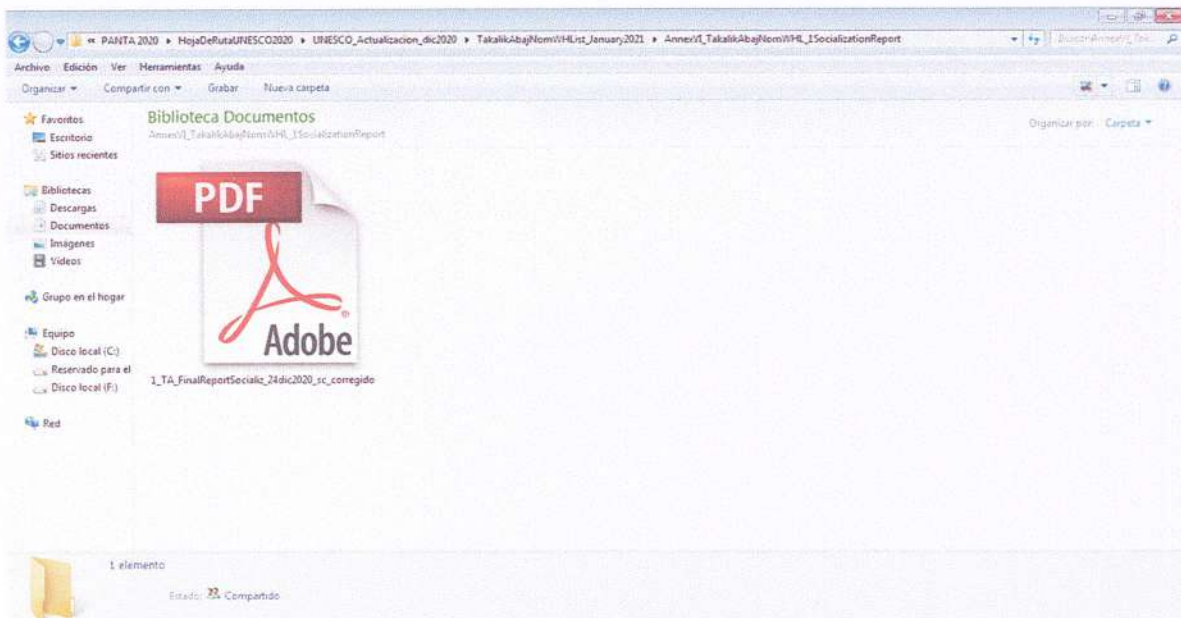 « PANTA 2020 ▸ HojaDeRutaUNESCO2020 ▸ UNESCO_Actualizacion_dic2020 ▸ TakalikAbajNomWHList_January2021 ▸ AnnexVI_TakalikAbajNomWHL_1SocializationReport
Archivo Edición Ver Herramientas Ayuda
Organizar Compartir con Grabar Nueva carpeta
Favoritos
Escritorio
Sitios recientes
Bibliotecas
Descargas
Documentos
Imágenes
Vídeos
Grupo en el hogar
Equipo
Disco local (C:)
Reservado para el
Disco local (F:)
Red
Biblioteca Documentos
AnnexVI_TakalikAbajNomWHL_1SocializationReport
Organizar por: Carpeta
PDF
Adobe
1_TA_FinalReportSocializ_24dic2020_sc_corregido
1 elemento
Estado: Compartido